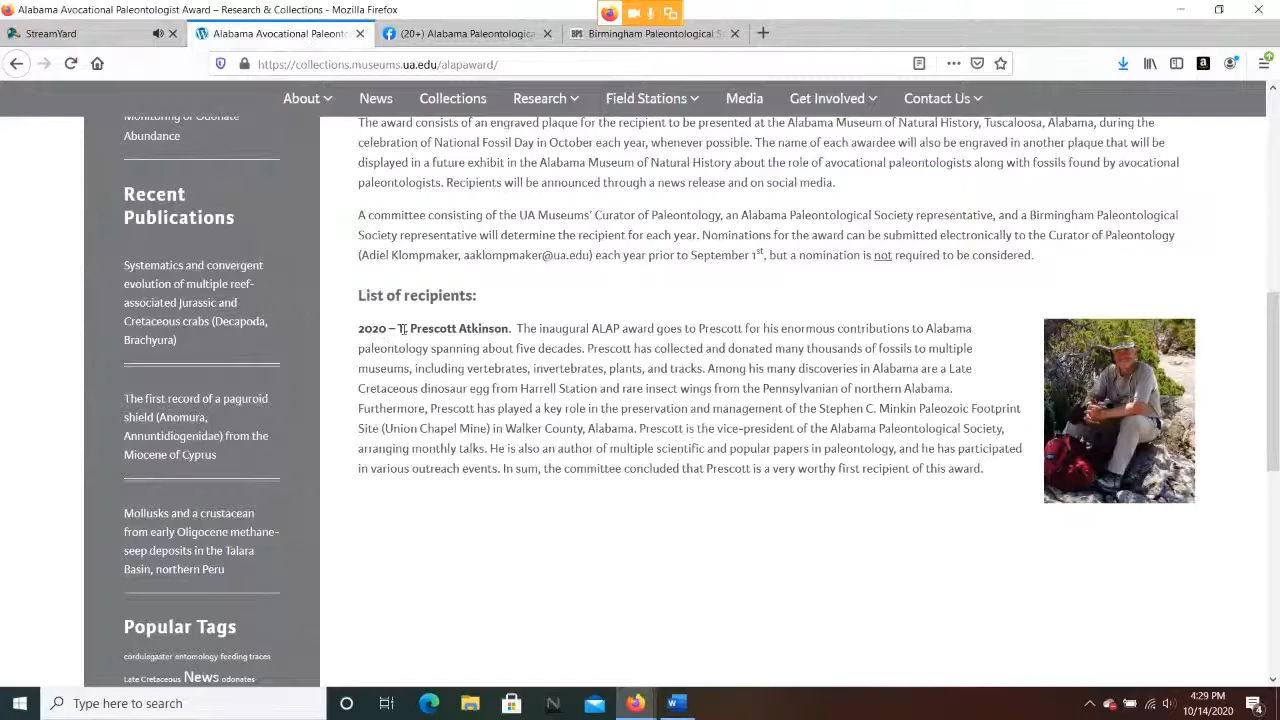 Alabama Avocational Paleontologist Award – Research & Collections - Mozilla Firefox
StreamYard
Alabama Avocational Paleonto
(20+) Alabama Paleontologica
BPS Birmingham Paleontological S
https://collections.museums.ua.edu/alapaward/
About
News
Collections
Research
Field Stations
Media
Get Involved
Contact Us
Monitoring of Odonate
Abundance
Recent
Publications
Systematics and convergent
evolution of multiple reef-
associated Jurassic and
Cretaceous crabs (Decapoda,
Brachyura)
The first record of a paguroid
shield (Anomura,
Annuntidiogenidae) from the
Miocene of Cyprus
Mollusks and a crustacean
from early Oligocene methane-
seep deposits in the Talara
Basin, northern Peru
Popular Tags
cordulegaster entomology feeding traces
Late Cretaceous News odonates
The award consists of an engraved plaque for the recipient to be presented at the Alabama Museum of Natural History, Tuscaloosa, Alabama, during the
celebration of National Fossil Day in October each year, whenever possible. The name of each awardee will also be engraved in another plaque that will be
displayed in a future exhibit in the Alabama Museum of Natural History about the role of avocational paleontologists along with fossils found by avocational
paleontologists. Recipients will be announced through a news release and on social media.
A committee consisting of the UA Museums' Curator of Paleontology, an Alabama Paleontological Society representative, and a Birmingham Paleontological
Society representative will determine the recipient for each year. Nominations for the award can be submitted electronically to the Curator of Paleontology
(Adiel Klompmaker, aaklompmaker@ua.edu) each year prior to September 1st, but a nomination is not required to be considered.
List of recipients:
2020 – Prescott Atkinson. The inaugural ALAP award goes to Prescott for his enormous contributions to Alabama
paleontology spanning about five decades. Prescott has collected and donated many thousands of fossils to multiple
museums, including vertebrates, invertebrates, plants, and tracks. Among his many discoveries in Alabama are a Late
Cretaceous dinosaur egg from Harrell Station and rare insect wings from the Pennsylvanian of northern Alabama.
Furthermore, Prescott has played a key role in the preservation and management of the Stephen C. Minkin Paleozoic Footprint
Site (Union Chapel Mine) in Walker County, Alabama. Prescott is the vice-president of the Alabama Paleontological Society,
arranging monthly talks. He is also an author of multiple scientific and popular papers in paleontology, and he has participated
in various outreach events. In sum, the committee concluded that Prescott is a very worthy first recipient of this award.
Type here to search
4:29 PM
10/14/2020
4